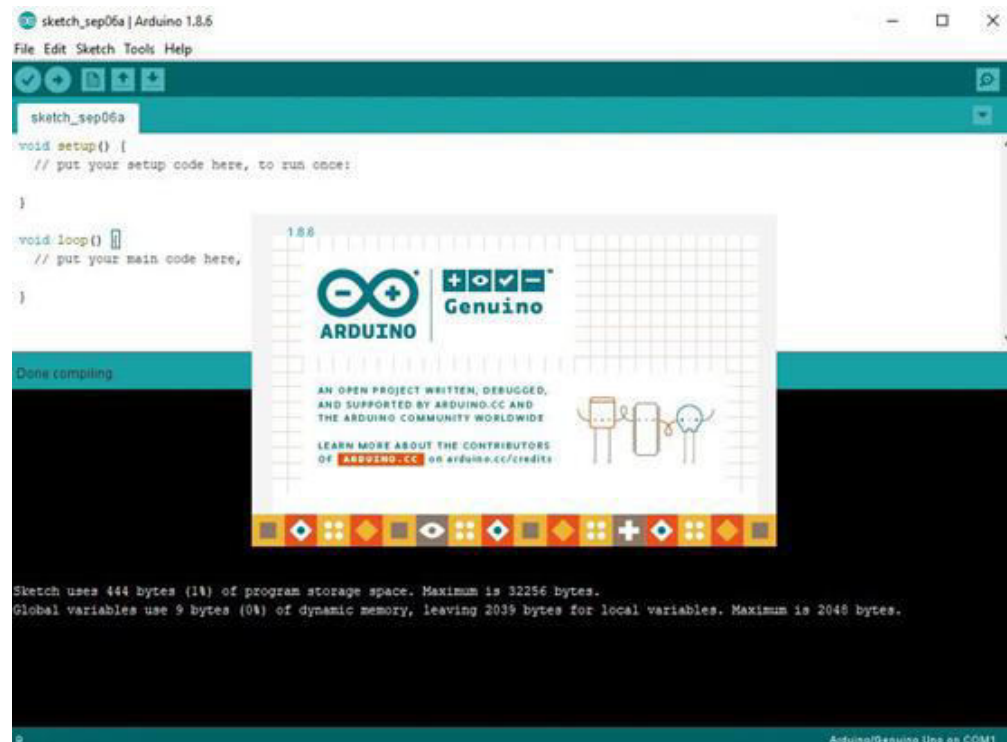 sketch_sep06a | Arduino 1.8.6
File Edit Sketch Tools Help
sketch_sep06a
void setup() {
// put your setup code here, to run once:
}
void loop() {
// put your main code here,
}
1.8.6
ARDUINO
Genuino
AN OPEN PROJECT WRITTEN, DEBUGGED,
AND SUPPORTED BY ARDUINO.CC AND
THE ARDUINO COMMUNITY WORLDWIDE
LEARN MORE ABOUT THE CONTRIBUTORS
OF ARDUINO.CC on arduino.cc/credits
Done compiling
Sketch uses 444 bytes (1%) of program storage space. Maximum is 32256 bytes.
Global variables use 9 bytes (0%) of dynamic memory, leaving 2039 bytes for local variables. Maximum is 2048 bytes.
9
Arduino/Genuino Uno on COM1